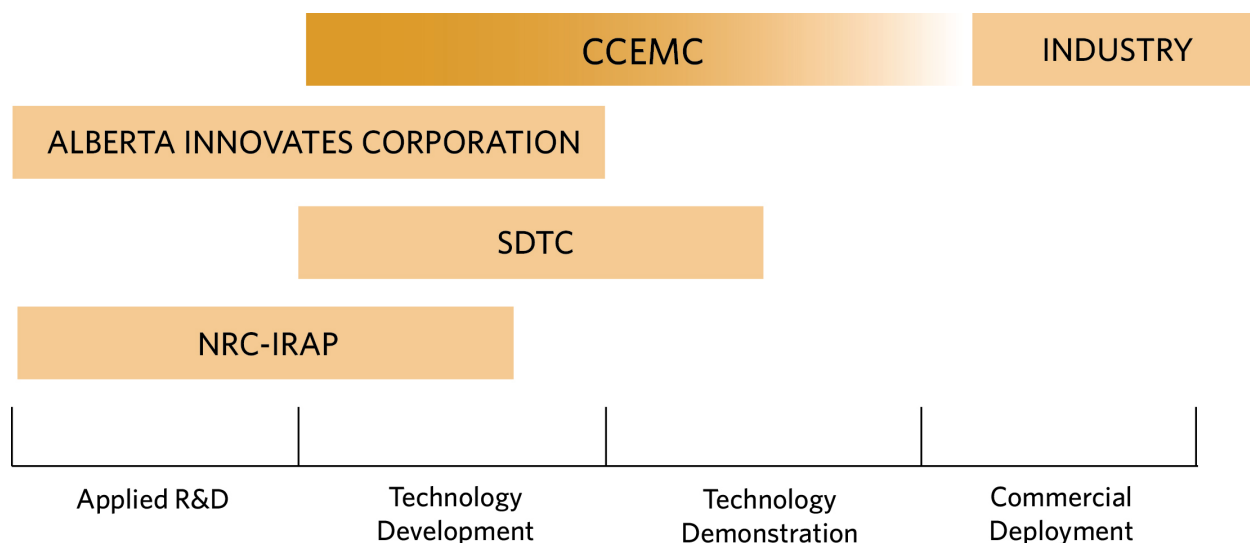 CCEMC
INDUSTRY
ALBERTA INNOVATES CORPORATION
SDTC
NRC-IRAP
Applied R&D
Technology
Development
Technology
Demonstration
Commercial
Deployment